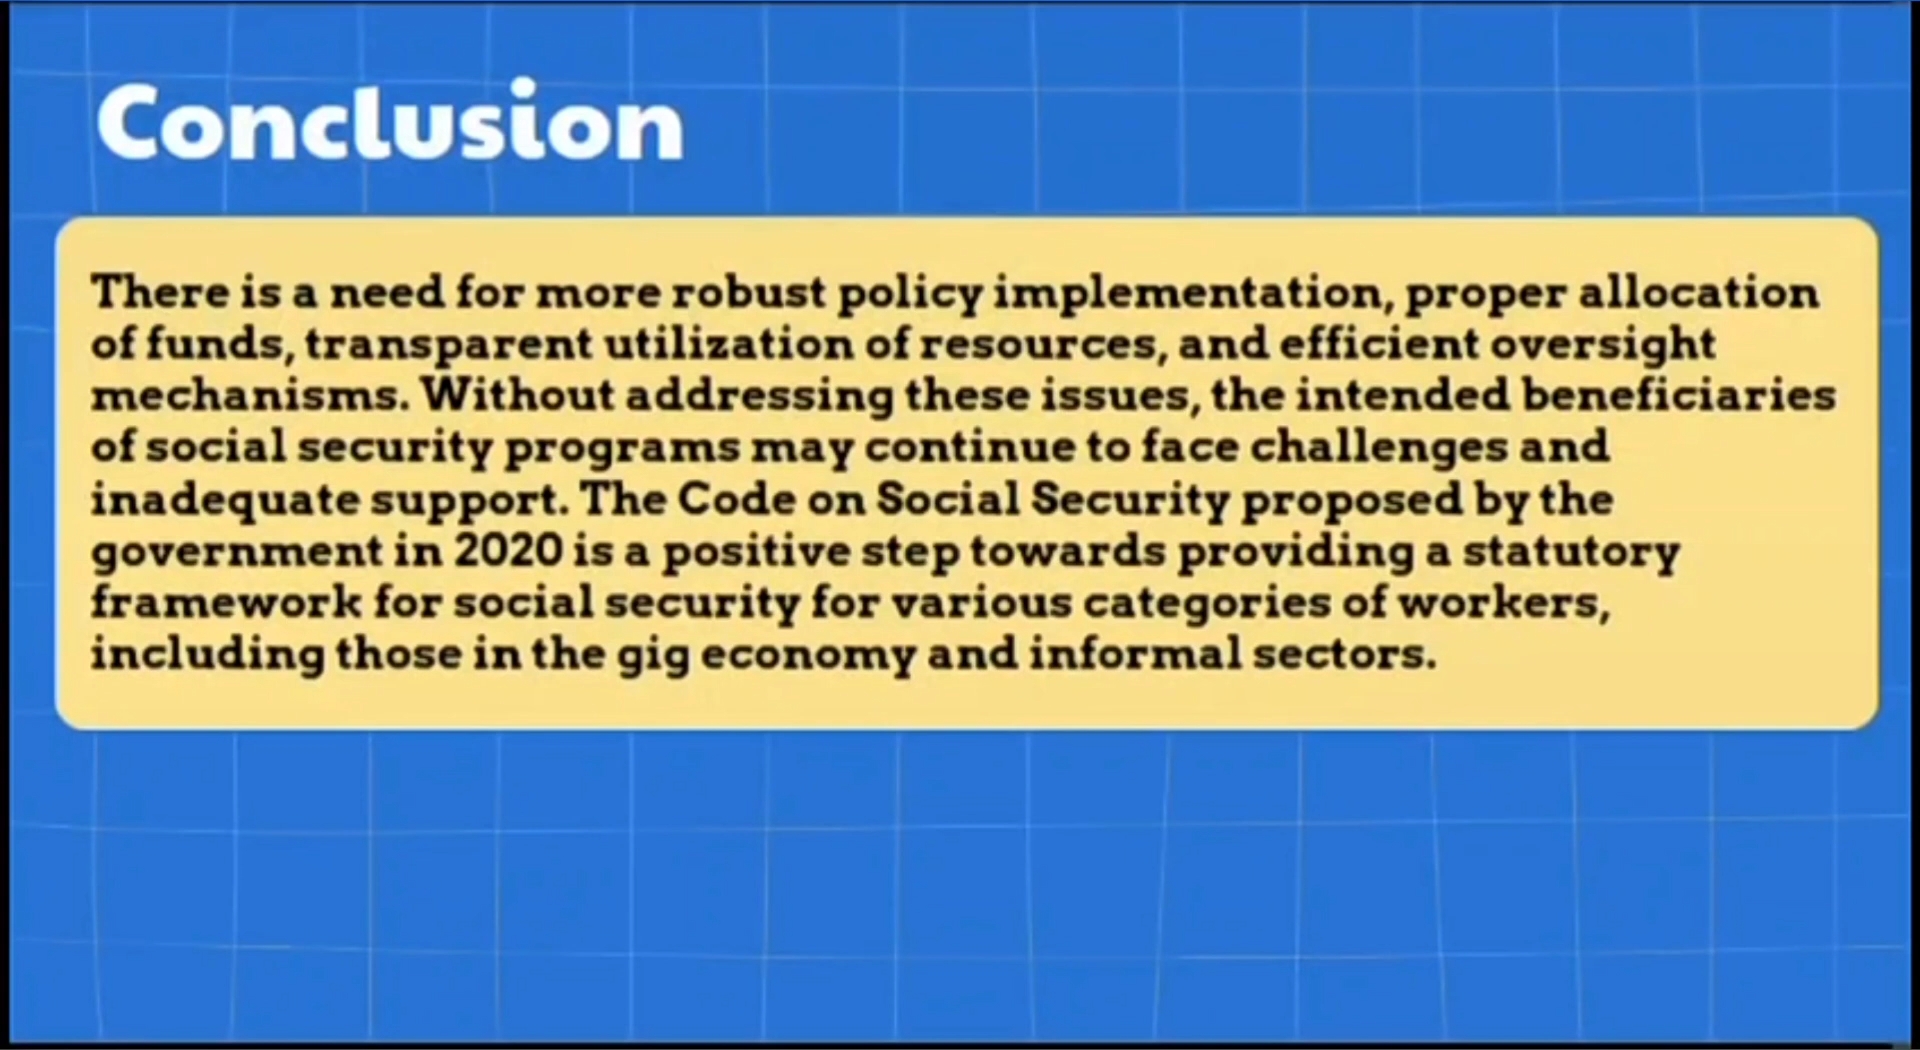 Conclusion
There is a need for more robust policy implementation, proper allocation
of funds, transparent utilization of resources, and efficient oversight
mechanisms. Without addressing these issues, the intended beneficiaries
of social security programs may continue to face challenges and
inadequate support. The Code on Social Security proposed by the
government in 2020 is a positive step towards providing a statutory
framework for social security for various categories of workers,
including those in the gig economy and informal sectors.